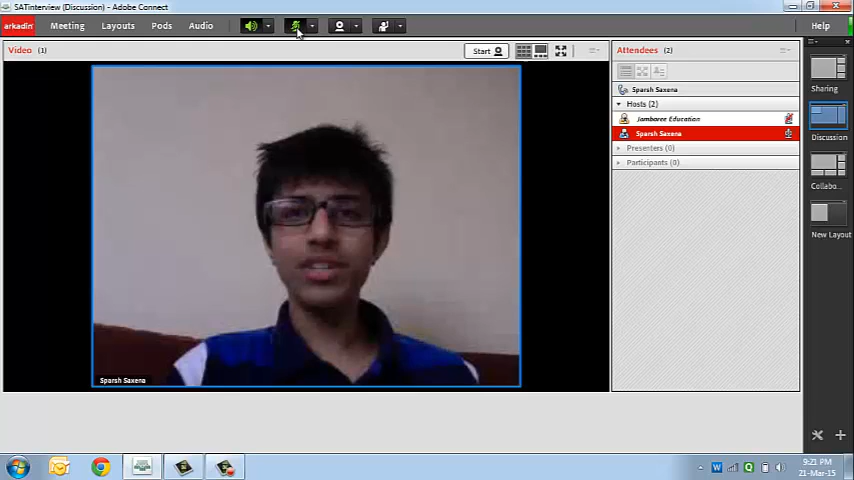 SATinterview (Discussion) - Adobe Connect
arkadin Meeting Layouts Pods Audio Help
Video (1)
Start
Attendees (2)
Sparsh Saxena
Hosts (2)
Jamboree Education
Sparsh Saxena
Presenters (0)
Participants (0)
Sharing
Discussion
Collabo...
New Layout
Sparsh Saxena
9:21 PM
21-Mar-15